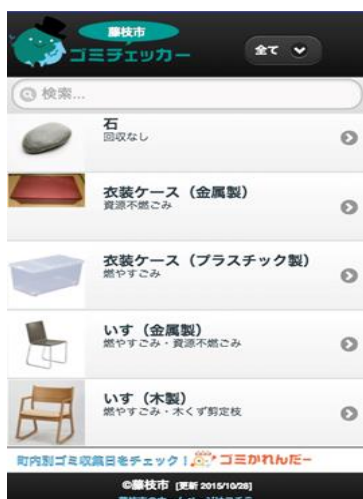 藤枝市
ゴミチェッカー
全て
検索...
石
回収なし
衣装ケース（金属製）
資源不燃ごみ
衣装ケース（プラスチック製）
燃やすごみ
いす（金属製）
燃やすごみ・資源不燃ごみ
いす（木製）
燃やすごみ・木くず剪定枝
町内別ゴミ収集日をチェック！ゴミかれんだー
©藤枝市 [更新 2015/10/28]